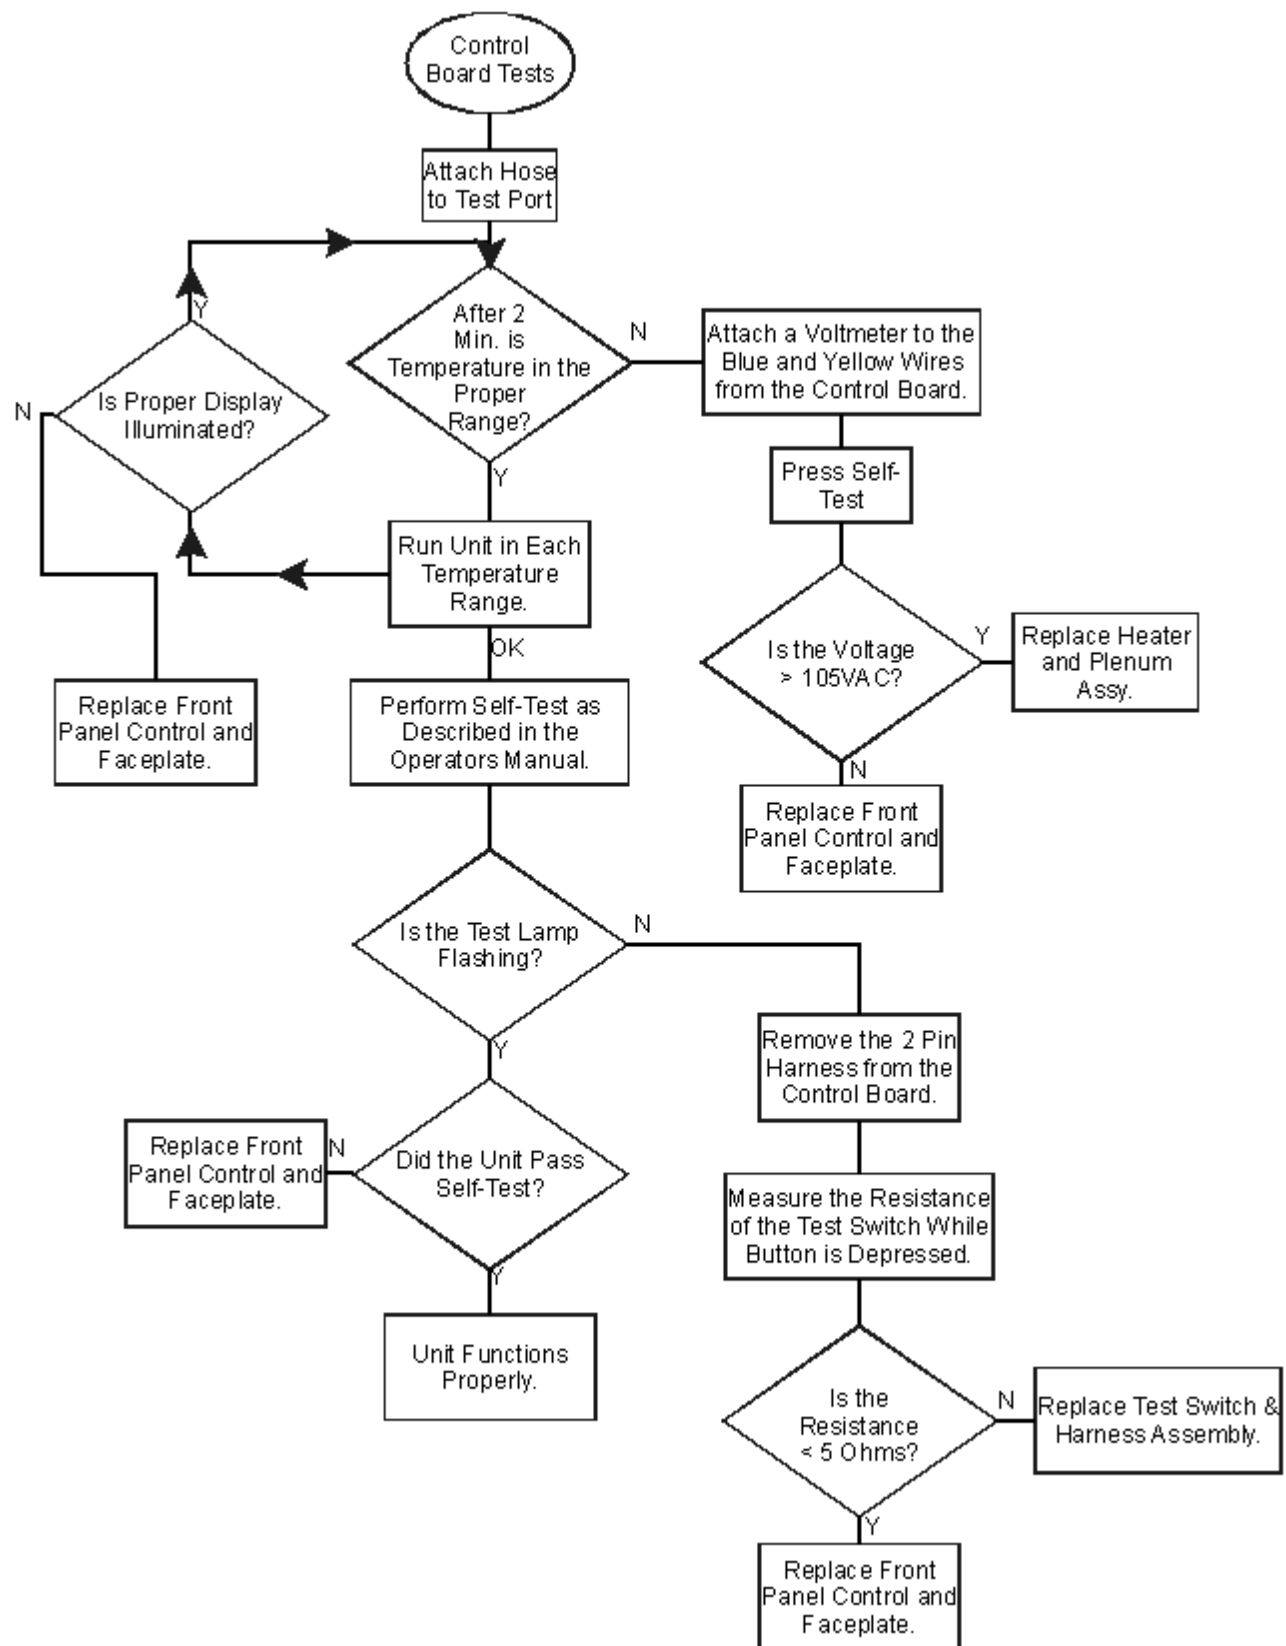 Control
Board Tests
Attach Hose
to Test Port
After 2
Min. is
Temperature in the
Proper
Range?
N
Attach a Voltmeter to the
Blue and Yellow Wires
from the Control Board.
Y
Is Proper Display
Illuminated?
N
Y
Press Self-
Test
Run Unit in Each
Temperature
Range.
OK
Is the Voltage
> 105VAC?
Y
Replace Heater
and Plenum
Assy.
N
Replace Front
Panel Control and
Faceplate.
Replace Front
Panel Control and
Faceplate.
Perform Self-Test as
Described in the
Operators Manual.
Is the Test Lamp
Flashing?
N
Y
Remove the 2 Pin
Harness from the
Control Board.
Replace Front
Panel Control and
Faceplate.
N
Did the Unit Pass
Self-Test?
Y
Measure the Resistance
of the Test Switch While
Button is Depressed.
Unit Functions
Properly.
Is the
Resistance
< 5 Ohms?
N
Replace Test Switch &
Harness Assembly.
Y
Replace Front
Panel Control and
Faceplate.